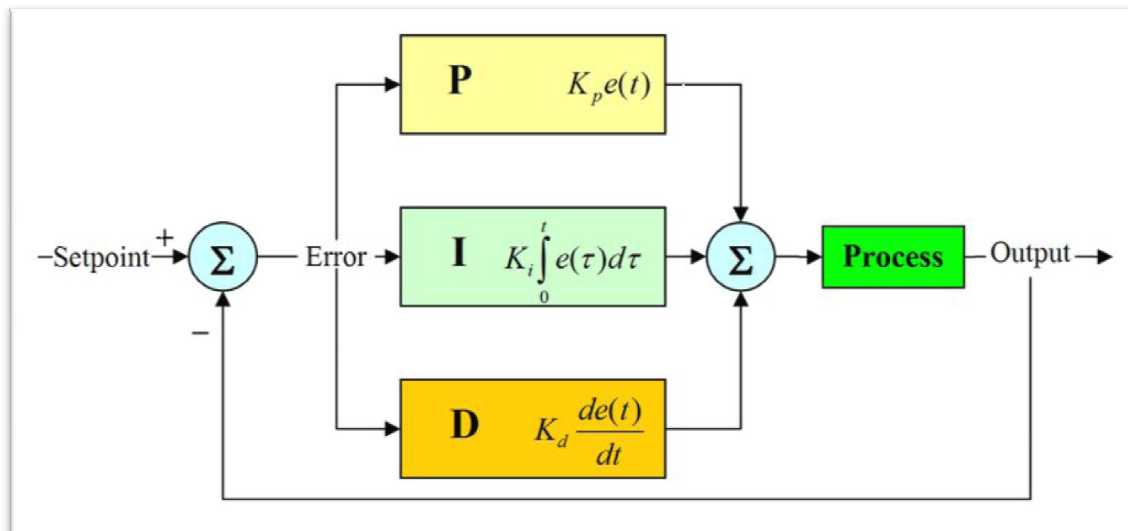 P K_p e(t)
–Setpoint + Σ Error I K_i ∫_0^t e(τ)dτ Σ Process Output
–
D K_d de(t)/dt